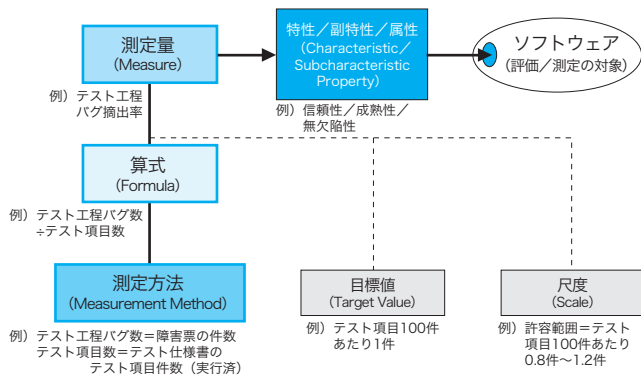 測定量
(Measure)
例）テスト工程
バグ摘出率
特性／副特性／属性
(Characteristic／
Subcharacteristic
Property)
例）信頼性／成熟性／
無欠陥性
ソフトウェア
(評価／測定の対象)
算式
(Formula)
例）テスト工程バグ数
÷テスト項目数
測定方法
(Measurement Method)
例）テスト工程バグ数＝障害票の件数
テスト項目数＝テスト仕様書の
テスト項目件数（実行済）
目標値
(Target Value)
例）テスト項目100件
あたり1件
尺度
(Scale)
例）許容範囲＝テスト
項目100件あたり
0.8件〜1.2件